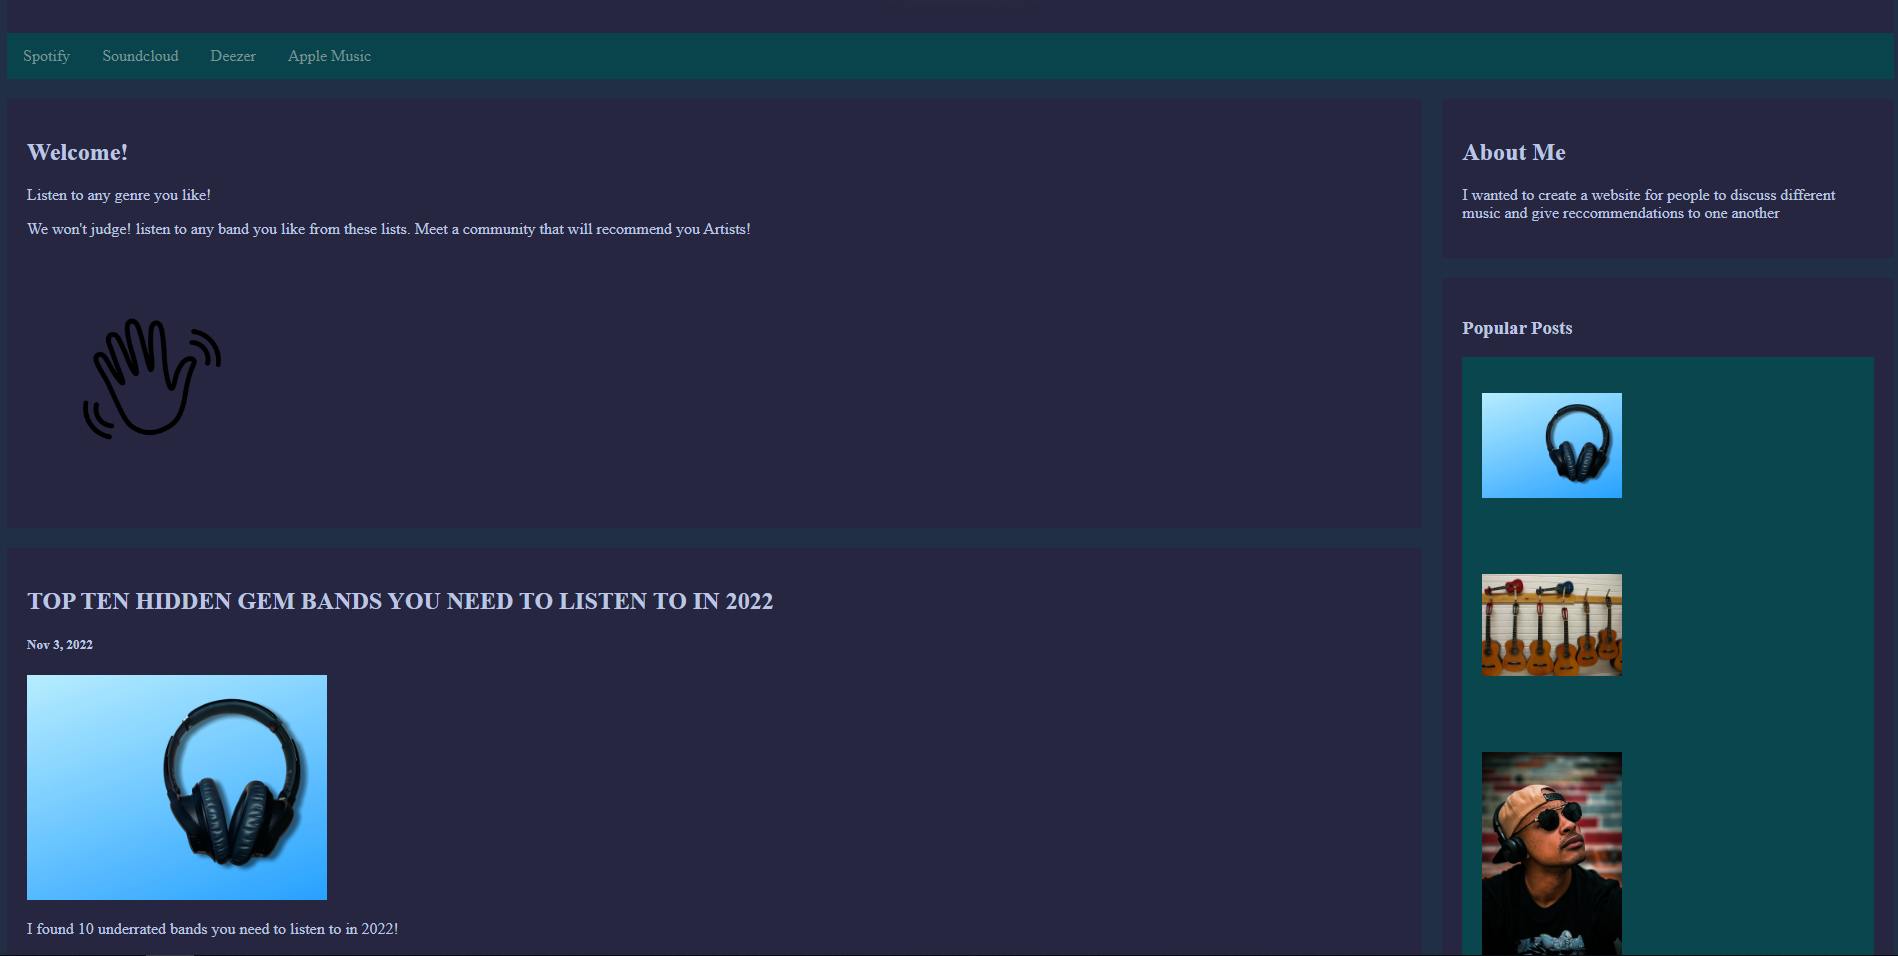 Spotify Soundcloud Deezer Apple Music
Welcome!
Listen to any genre you like!
We won't judge! listen to any band you like from these lists. Meet a community that will recommend you Artists!
TOP TEN HIDDEN GEM BANDS YOU NEED TO LISTEN TO IN 2022
Nov 3, 2022
I found 10 underrated bands you need to listen to in 2022!
About Me
I wanted to create a website for people to discuss different
music and give reccommendations to one another
Popular Posts